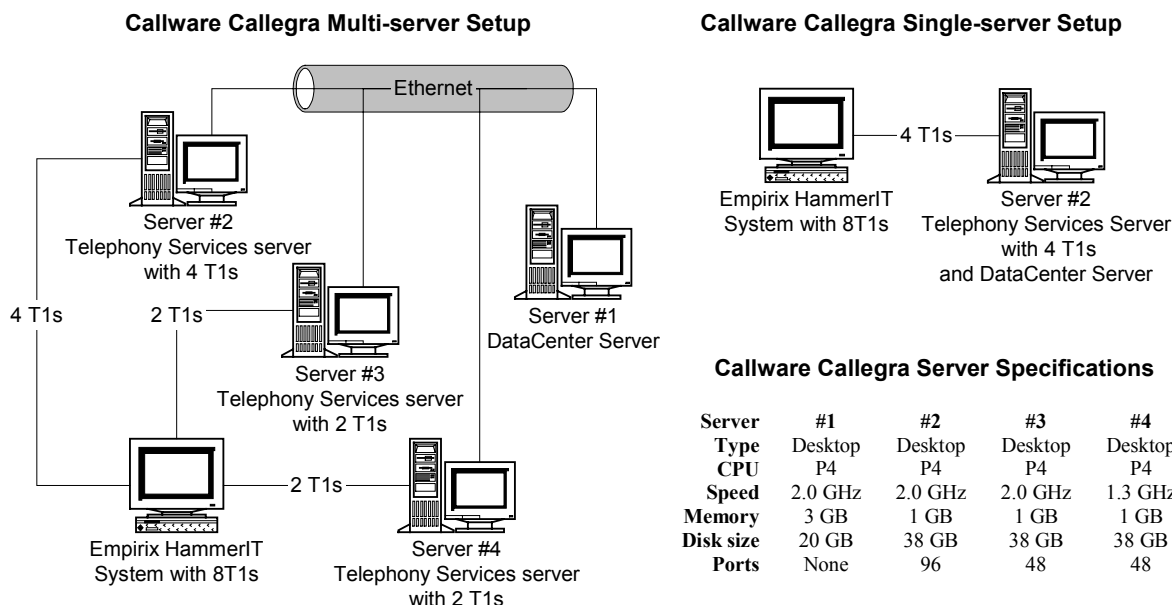 Callware Callegra Multi-server Setup
Ethernet
Server #2
Telephony Services server
with 4 T1s
Server #1
DataCenter Server
4 T1s
2 T1s
Server #3
Telephony Services server
with 2 T1s
2 T1s
Empirix HammerIT
System with 8T1s
Server #4
Telephony Services server
with 2 T1s
Callware Callegra Single-server Setup
4 T1s
Empirix HammerIT
System with 8T1s
Server #2
Telephony Services Server
with 4 T1s
and DataCenter Server
Callware Callegra Server Specifications
Server #1 #2 #3 #4
Type Desktop Desktop Desktop Desktop
CPU P4 P4 P4 P4
Speed 2.0 GHz 2.0 GHz 2.0 GHz 1.3 GHz
Memory 3 GB 1 GB 1 GB 1 GB
Disk size 20 GB 38 GB 38 GB 38 GB
Ports None 96 48 48